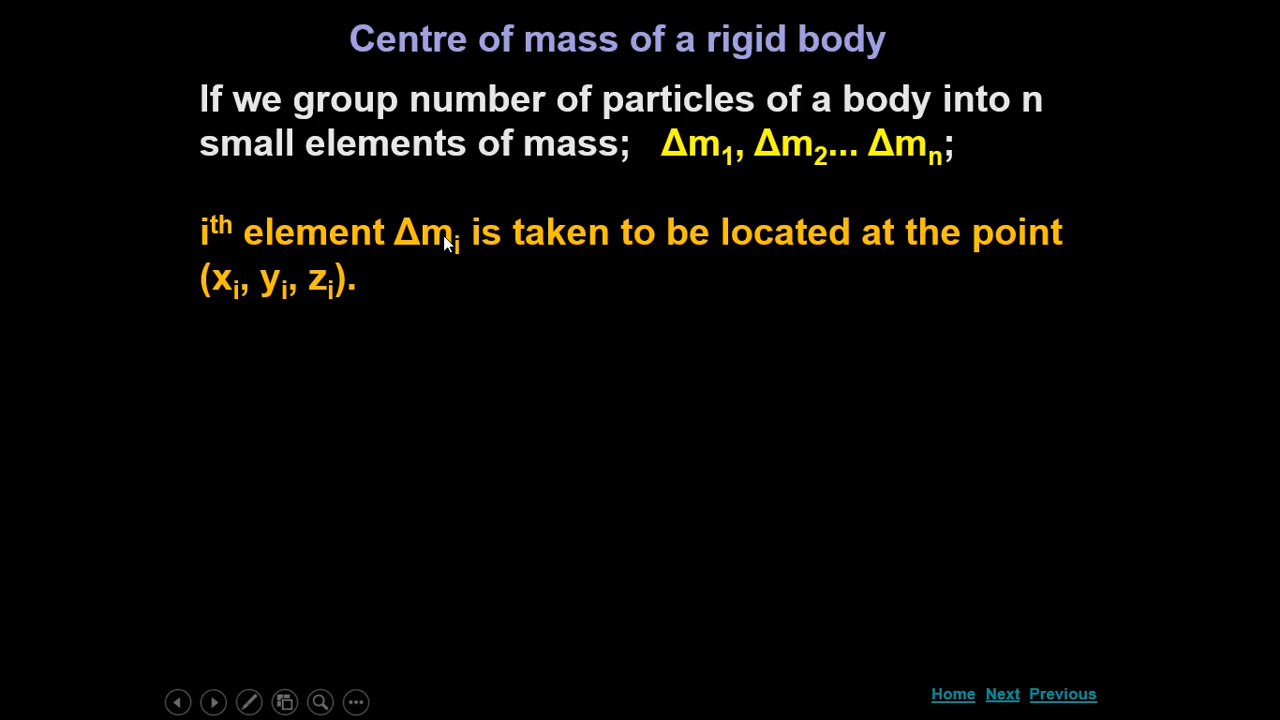 Centre of mass of a rigid body
If we group number of particles of a body into n
small elements of mass; Δm₁, Δm₂... Δmₙ;
iᵗʰ element Δmᵢ is taken to be located at the point
(xᵢ, yᵢ, zᵢ).
Home Next Previous